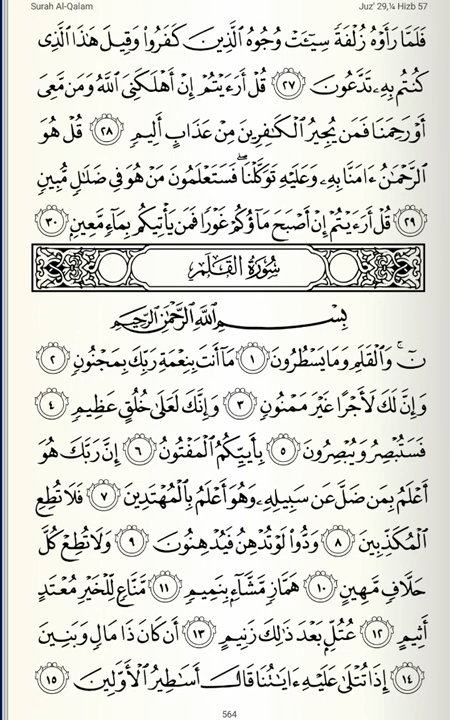 Surah Al-Qalam
Juz' 29,¼ Hizb 57
فَلَمَّا رَأَوۡهُ زُلۡفَةٗ سِيٓـَٔتۡ وُجُوهُ ٱلَّذِينَ كَفَرُواْ وَقِيلَ هَٰذَا ٱلَّذِي
كُنتُم بِهِۦ تَدَّعُونَ ٢٧ قُلۡ أَرَءَيۡتُمۡ إِنۡ أَهۡلَكَنِيَ ٱللَّهُ وَمَن مَّعِيَ
أَوۡ رَحِمَنَا فَمَن يُجِيرُ ٱلۡكَٰفِرِينَ مِنۡ عَذَابٍ أَلِيمٖ ٢٨ قُلۡ هُوَ
ٱلرَّحۡمَٰنُ ءَامَنَّا بِهِۦ وَعَلَيۡهِ تَوَكَّلۡنَاۖ فَسَتَعۡلَمُونَ مَنۡ هُوَ فِي ضَلَٰلٖ مُّبِينٖ
٢٩ قُلۡ أَرَءَيۡتُمۡ إِنۡ أَصۡبَحَ مَآؤُكُمۡ غَوۡرٗا فَمَن يَأۡتِيكُم بِمَآءٖ مَّعِينِۭ ٣٠
سُورَةُ ٱلۡقَلَمِ
بِسۡمِ ٱللَّهِ ٱلرَّحۡمَٰنِ ٱلرَّحِيمِ
نٓۚ وَٱلۡقَلَمِ وَمَا يَسۡطُرُونَ ١ مَآ أَنتَ بِنِعۡمَةِ رَبِّكَ بِمَجۡنُونٖ ٢
وَإِنَّ لَكَ لَأَجۡرًا غَيۡرَ مَمۡنُونٖ ٣ وَإِنَّكَ لَعَلَىٰ خُلُقٍ عَظِيمٖ ٤
فَسَتُبۡصِرُ وَيُبۡصِرُونَ ٥ بِأَييِّكُمُ ٱلۡمَفۡتُونُ ٦ إِنَّ رَبَّكَ هُوَ
أَعۡلَمُ بِمَن ضَلَّ عَن سَبِيلِهِۦ وَهُوَ أَعۡلَمُ بِٱلۡمُهۡتَدِينَ ٧ فَلَا تُطِعِ
ٱلۡمُكَذِّبِينَ ٨ وَدُّواْ لَوۡ تُدۡهِنُ فَيُدۡهِنُونَ ٩ وَلَا تُطِعۡ كُلَّ
حَلَّافٖ مَّهِينٍ ١٠ هَمَّازٖ مَّشَّآءِۭ بِنَمِيمٖ ١١ مَّنَّاعٖ لِّلۡخَيۡرِ مُعۡتَدٍ
أَثِيمٍ ١٢ عُتُلِّۭ بَعۡدَ ذَٰلِكَ زَنِيمٍ ١٣ أَن كَانَ ذَا مَالٖ وَبَنِينَ
١٤ إِذَا تُتۡلَىٰ عَلَيۡهِ ءَايَٰتُنَا قَالَ أَسَٰطِيرُ ٱلۡأَوَّلِينَ ١٥
564